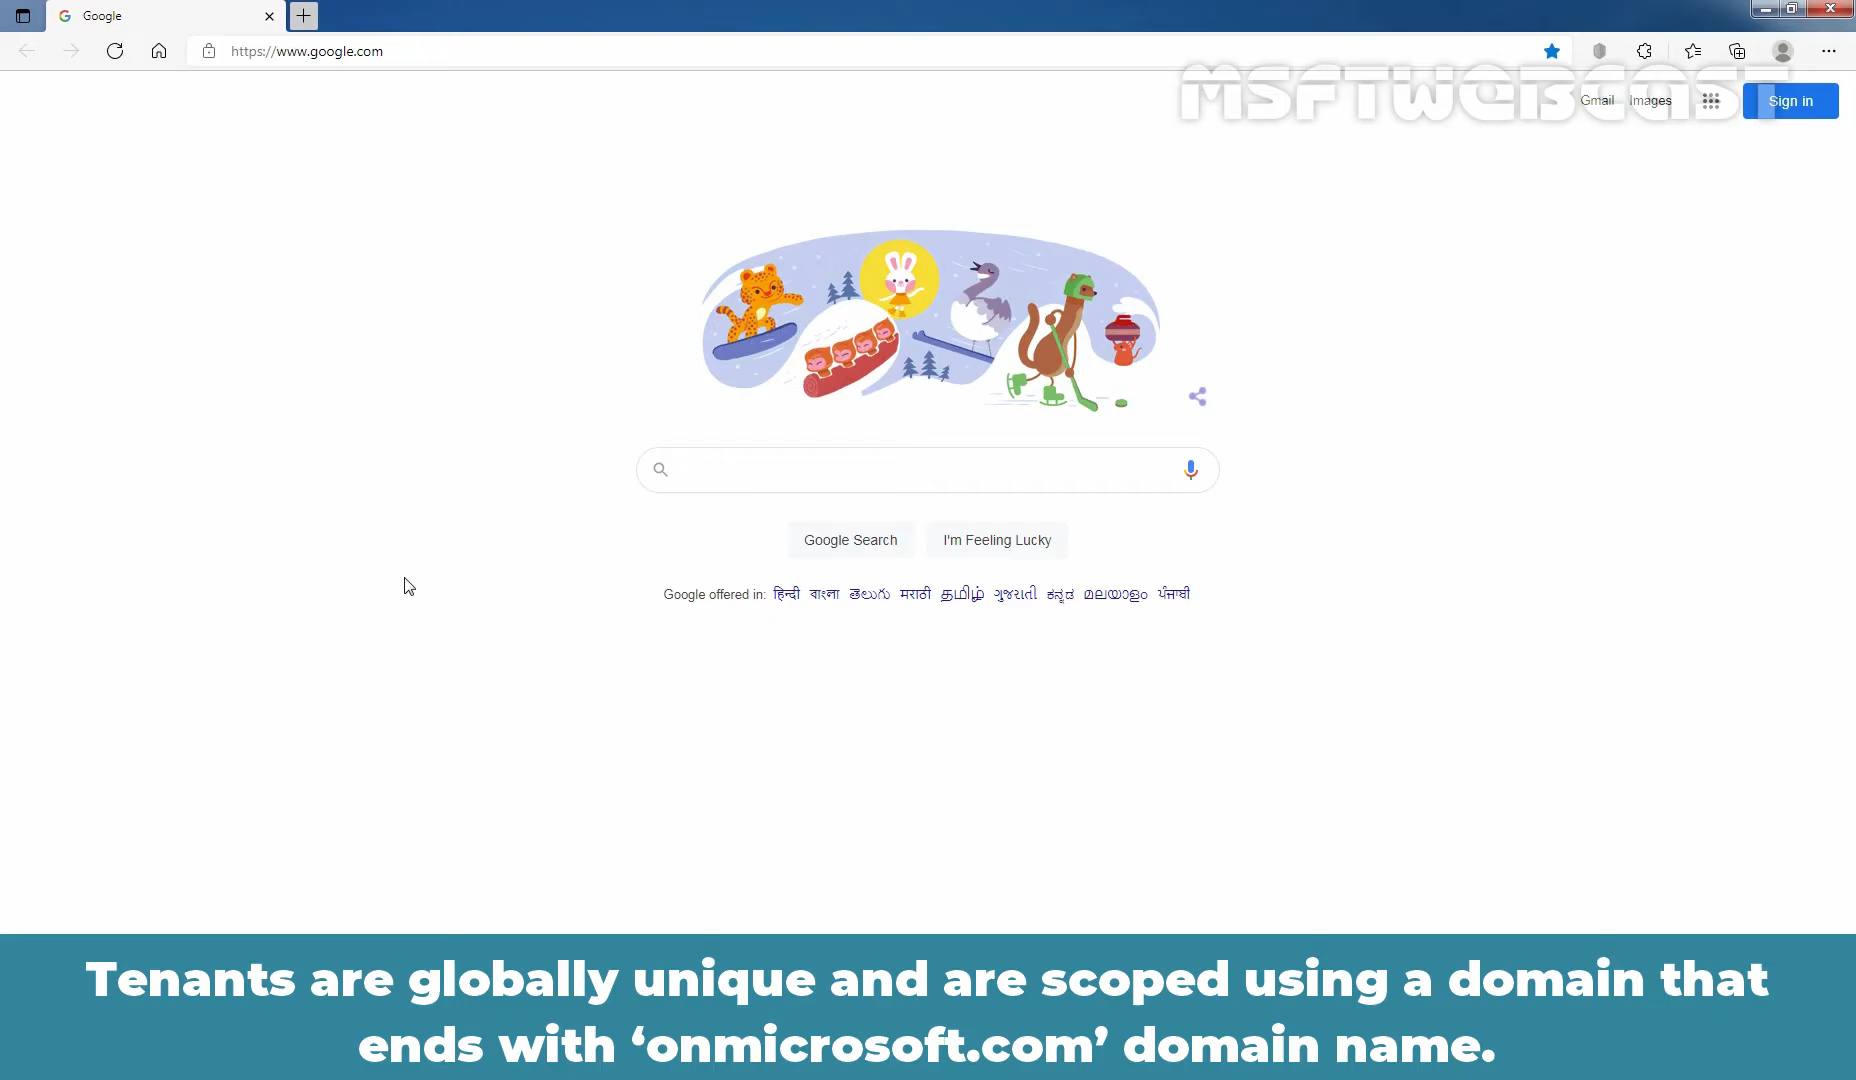 Google
https://www.google.com
MSFTWEBCAST
Gmail Images Sign in
Google Search I'm Feeling Lucky
Google offered in: हिन्दी বাংলা తెలుగు मराठी தமிழ் ગુજરાતી ಕನ್ನಡ മലയാളം ਪੰਜਾਬੀ
Tenants are globally unique and are scoped using a domain that
ends with ‘onmicrosoft.com’ domain name.